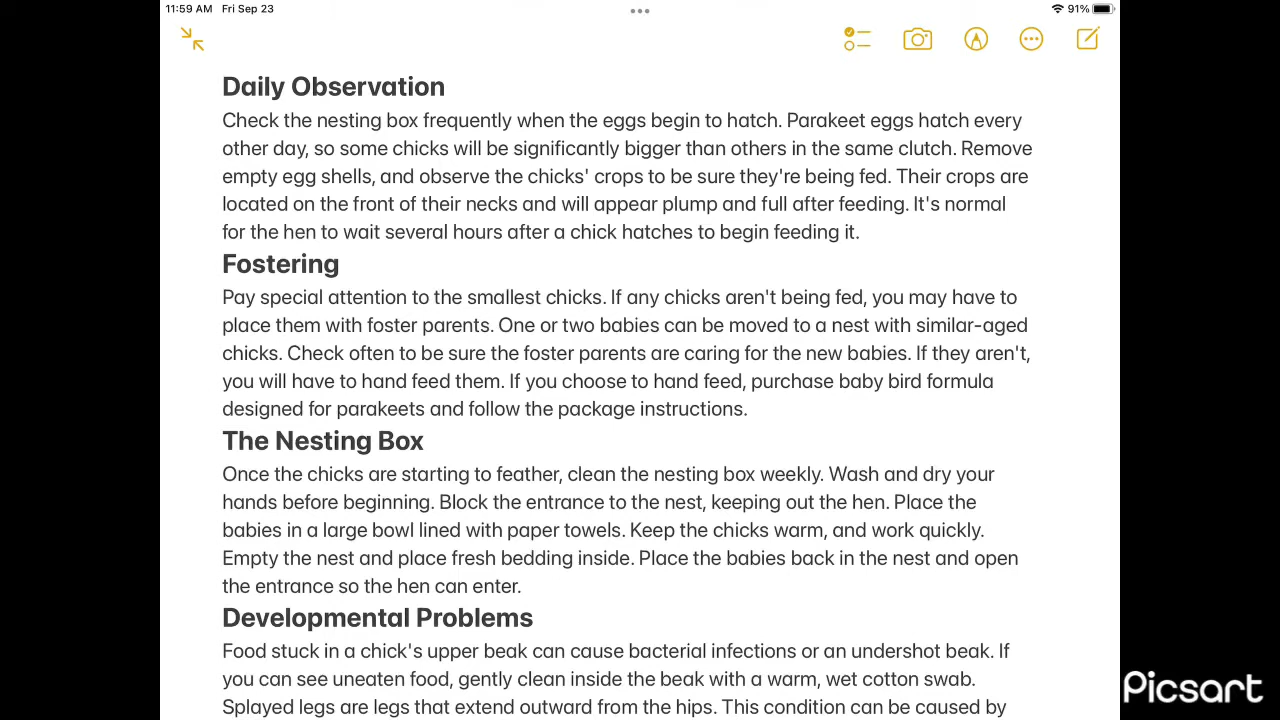 11:59 AM Fri Sep 23
91%
Daily Observation
Check the nesting box frequently when the eggs begin to hatch. Parakeet eggs hatch every
other day, so some chicks will be significantly bigger than others in the same clutch. Remove
empty egg shells, and observe the chicks' crops to be sure they're being fed. Their crops are
located on the front of their necks and will appear plump and full after feeding. It's normal
for the hen to wait several hours after a chick hatches to begin feeding it.
Fostering
Pay special attention to the smallest chicks. If any chicks aren't being fed, you may have to
place them with foster parents. One or two babies can be moved to a nest with similar-aged
chicks. Check often to be sure the foster parents are caring for the new babies. If they aren't,
you will have to hand feed them. If you choose to hand feed, purchase baby bird formula
designed for parakeets and follow the package instructions.
The Nesting Box
Once the chicks are starting to feather, clean the nesting box weekly. Wash and dry your
hands before beginning. Block the entrance to the nest, keeping out the hen. Place the
babies in a large bowl lined with paper towels. Keep the chicks warm, and work quickly.
Empty the nest and place fresh bedding inside. Place the babies back in the nest and open
the entrance so the hen can enter.
Developmental Problems
Food stuck in a chick's upper beak can cause bacterial infections or an undershot beak. If
you can see uneaten food, gently clean inside the beak with a warm, wet cotton swab.
Splayed legs are legs that extend outward from the hips. This condition can be caused by
Picsart